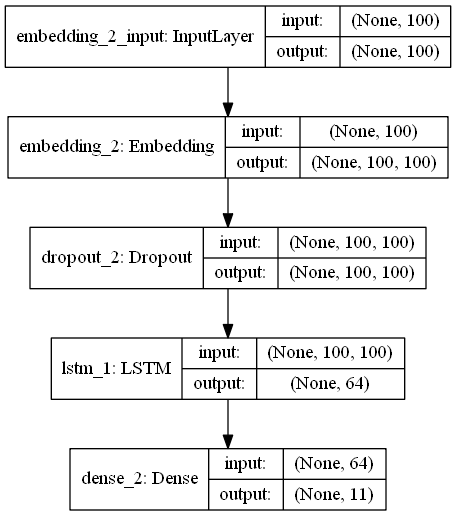 embedding_2_input: InputLayer
input: (None, 100)
output: (None, 100)
embedding_2: Embedding
input: (None, 100)
output: (None, 100, 100)
dropout_2: Dropout
input: (None, 100, 100)
output: (None, 100, 100)
lstm_1: LSTM
input: (None, 100, 100)
output: (None, 64)
dense_2: Dense
input: (None, 64)
output: (None, 11)